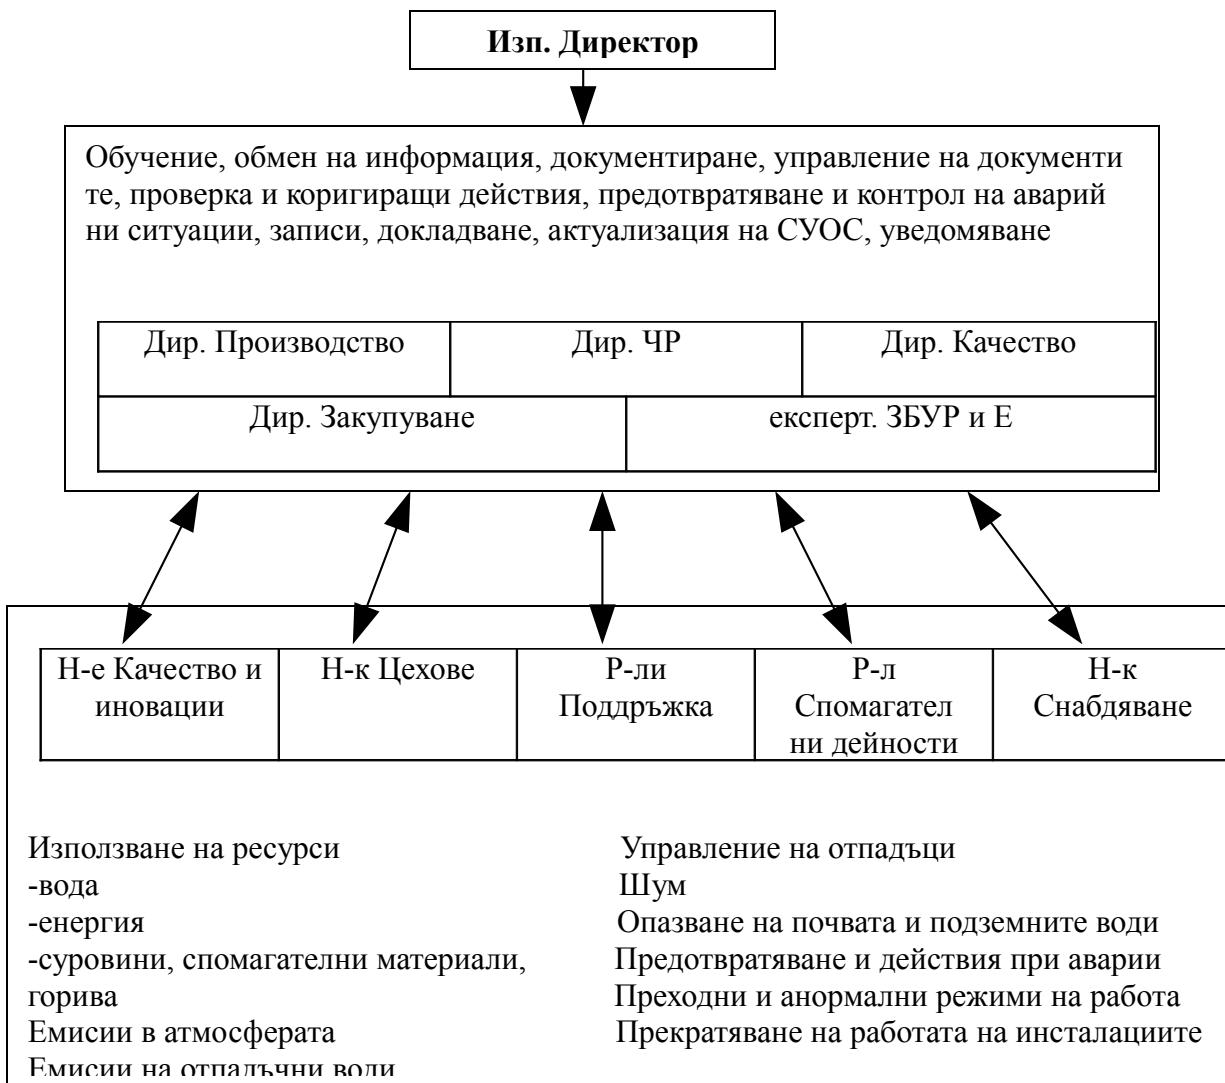 Изп. Директор
Обучение, обмен на информация, документиране, управление на документи
те, проверка и коригиращи действия, предотвратяване и контрол на аварий
ни ситуации, записи, докладване, актуализация на СУОС, уведомяване
Дир. Производство
Дир. ЧР
Дир. Качество
Дир. Закупуване
експерт. ЗБУР и Е
Н-е Качество и
иновации
Н-к Цехове
Р-ли
Поддръжка
Р-л
Спомагател
ни дейности
Н-к
Снабдяване
Използване на ресурси
-вода
-енергия
-суровини, спомагателни материали,
горива
Емисии в атмосферата
Емисии на отпадъчни води
Управление на отпадъци
Шум
Опазване на почвата и подземните води
Предотвратяване и действия при аварии
Преходни и анормални режими на работа
Прекратяване на работата на инсталациите